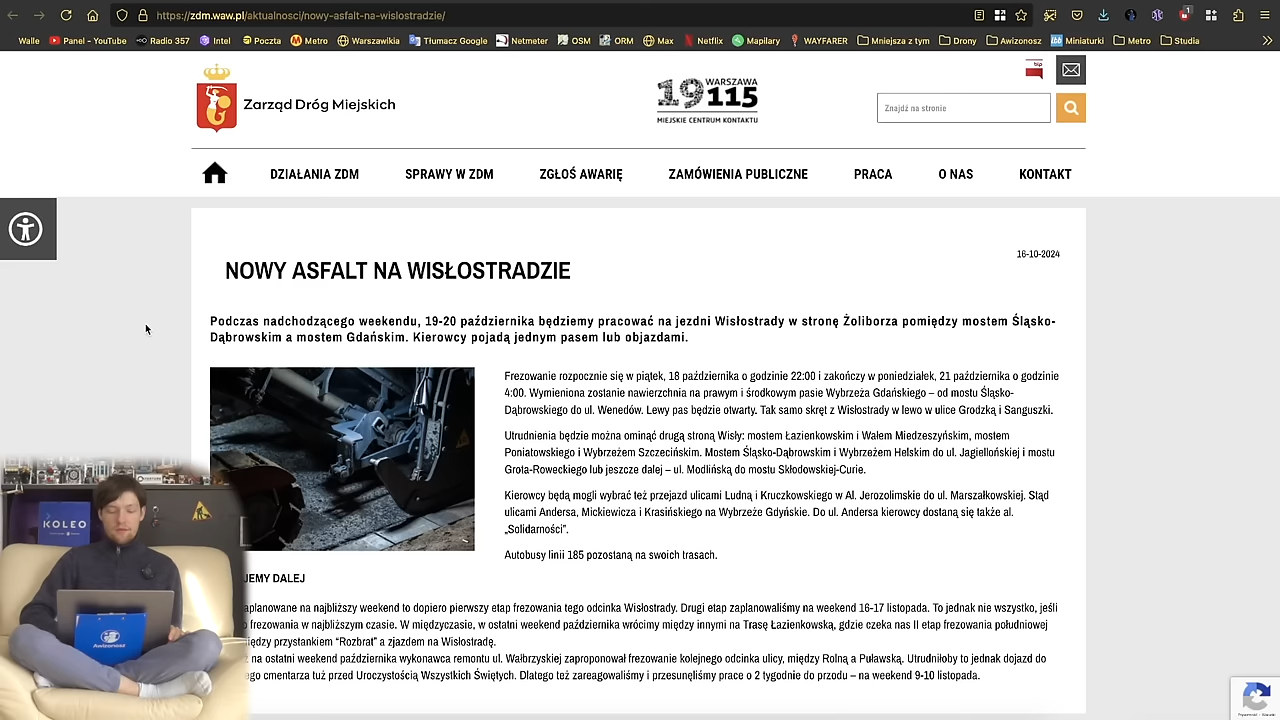 https://zdm.waw.pl/aktualnosci/nowy-asfalt-na-wislostradzie/
Walle Panel - YouTube Radio 357 Intel Poczta Metro Warszawikia Tłumacz Google Netmeter OSM ORM Max Netflix Mapilary WAYFARER Mniejsza z tym Drony Awizonosz Miniaturki Metro Studia
Zarząd Dróg Miejskich
19115 WARSZAWA
MIEJSKIE CENTRUM KONTAKTU
bip
Znajdź na stronie
DZIAŁANIA ZDM SPRAWY W ZDM ZGŁOŚ AWARIĘ ZAMÓWIENIA PUBLICZNE PRACA O NAS KONTAKT
16-10-2024
NOWY ASFALT NA WISŁOSTRADZIE
Podczas nadchodzącego weekendu, 19-20 października będziemy pracować na jezdni Wisłostrady w stronę Żoliborza pomiędzy mostem Śląsko-
Dąbrowskim a mostem Gdańskim. Kierowcy pojadą jednym pasem lub objazdami.
Frezowanie rozpocznie się w piątek, 18 października o godzinie 22:00 i zakończy w poniedziałek, 21 października o godzinie
4:00. Wymieniona zostanie nawierzchnia na prawym i środkowym pasie Wybrzeża Gdańskiego – od mostu Śląsko-
Dąbrowskiego do ul. Wenedów. Lewy pas będzie otwarty. Tak samo skręt z Wisłostrady w lewo w ulice Grodzką i Sanguszki.
Utrudnienia będzie można ominąć drugą stroną Wisły: mostem Łazienkowskim i Wałem Miedzeszyńskim, mostem
Poniatowskiego i Wybrzeżem Szczecińskim. Mostem Śląsko-Dąbrowskim i Wybrzeżem Helskim do ul. Jagiellońskiej i mostu
Grota-Roweckiego lub jeszcze dalej – ul. Modlińską do mostu Skłodowskiej-Curie.
Kierowcy będą mogli wybrać też przejazd ulicami Ludną i Kruczkowskiego w Al. Jerozolimskie do ul. Marszałkowskiej. Stąd
ulicami Andersa, Mickiewicza i Krasińskiego na Wybrzeże Gdyńskie. Do ul. Andersa kierowcy dostaną się także al.
„Solidarności”.
Autobusy linii 185 pozostaną na swoich trasach.
JEMY DALEJ
aplanowane na najbliższy weekend to dopiero pierwszy etap frezowania tego odcinka Wisłostrady. Drugi etap zaplanowaliśmy na weekend 16-17 listopada. To jednak nie wszystko, jeśli
o frezowania w najbliższym czasie. W międzyczasie, w ostatni weekend października wrócimy między innymi na Trasę Łazienkowską, gdzie czeka nas II etap frezowania południowej
między przystankiem “Rozbrat” a zjazdem na Wisłostradę.
z na ostatni weekend października wykonawca remontu ul. Wałbrzyskiej zaproponował frezowanie kolejnego odcinka ulicy, między Rolną a Puławską. Utrudniłoby to jednak dojazd do
ego cmentarza tuż przed Uroczystością Wszystkich Świętych. Dlatego też zareagowaliśmy i przesunęliśmy prace o 2 tygodnie do przodu – na weekend 9-10 listopada.
KOLEO
Awizonosz